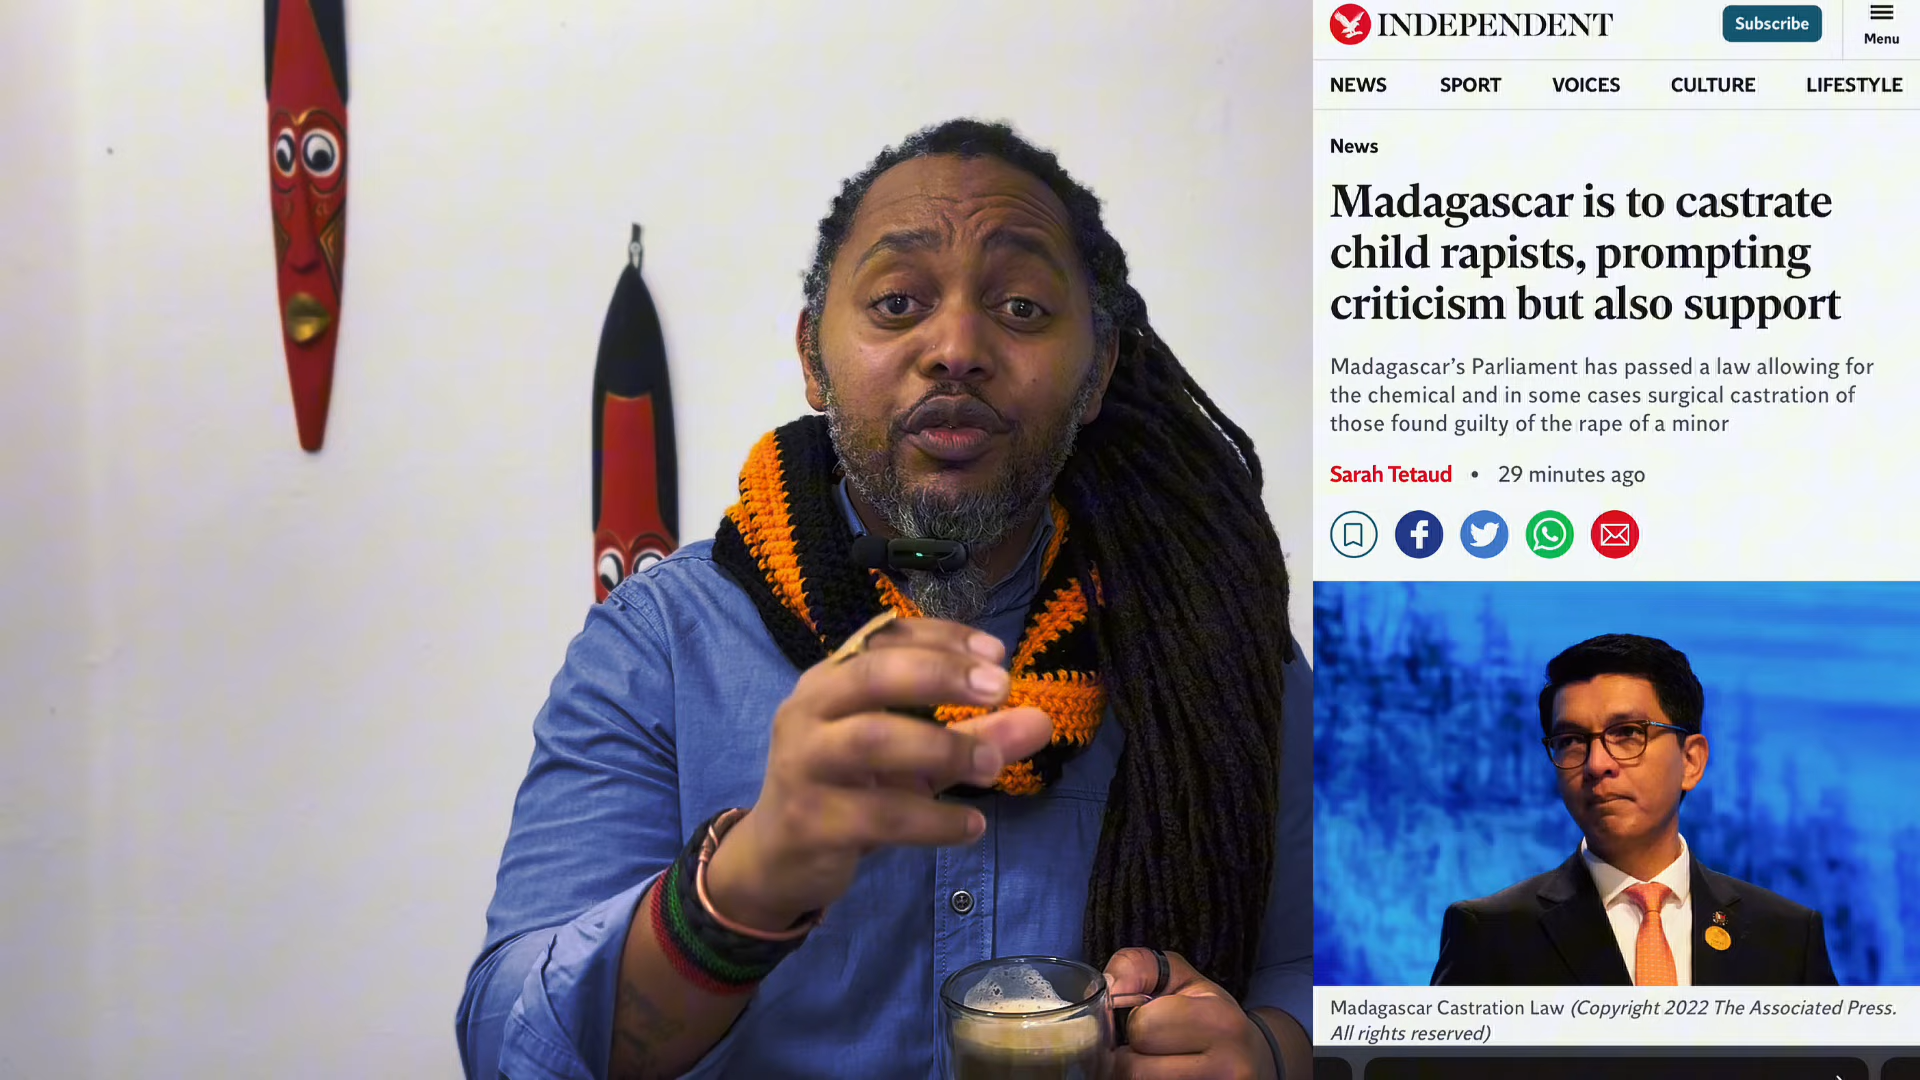 INDEPENDENT
Subscribe
Menu
NEWS SPORT VOICES CULTURE LIFESTYLE
News
Madagascar is to castrate
child rapists, prompting
criticism but also support
Madagascar's Parliament has passed a law allowing for
the chemical and in some cases surgical castration of
those found guilty of the rape of a minor
Sarah Tetaud • 29 minutes ago
Madagascar Castration Law (Copyright 2022 The Associated Press.
All rights reserved)